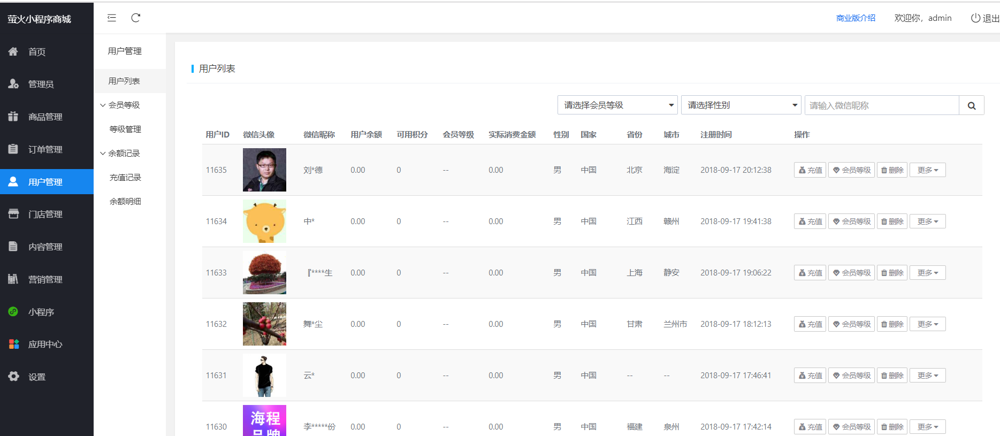 萤火小程序商城
商业版介绍 欢迎你，admin 退出
首页
管理员
商品管理
订单管理
用户管理
门店管理
内容管理
营销管理
小程序
应用中心
设置
用户管理
用户列表
会员等级
等级管理
余额记录
充值记录
余额明细
用户列表
请选择会员等级 请选择性别 请输入微信昵称
用户ID 微信头像 微信昵称 用户余额 可用积分 会员等级 实际消费金额 性别 国家 省份 城市 注册时间 操作
11635 刘*德 0.00 0 -- 0.00 男 中国 北京 海淀 2018-09-17 20:12:38 充值 会员等级 删除 更多
11634 中* 0.00 0 -- 0.00 男 中国 江西 赣州 2018-09-17 19:41:38 充值 会员等级 删除 更多
11633 『****生 0.00 0 -- 0.00 男 中国 上海 静安 2018-09-17 19:06:22 充值 会员等级 删除 更多
11632 舞*尘 0.00 0 -- 0.00 男 中国 甘肃 兰州市 2018-09-17 18:12:13 充值 会员等级 删除 更多
11631 云* 0.00 0 -- 0.00 男 中国 -- -- 2018-09-17 17:46:41 充值 会员等级 删除 更多
海程
品牌
11630 李*****份 0.00 0 -- 0.00 男 中国 福建 泉州 2018-09-17 17:42:14 充值 会员等级 删除 更多